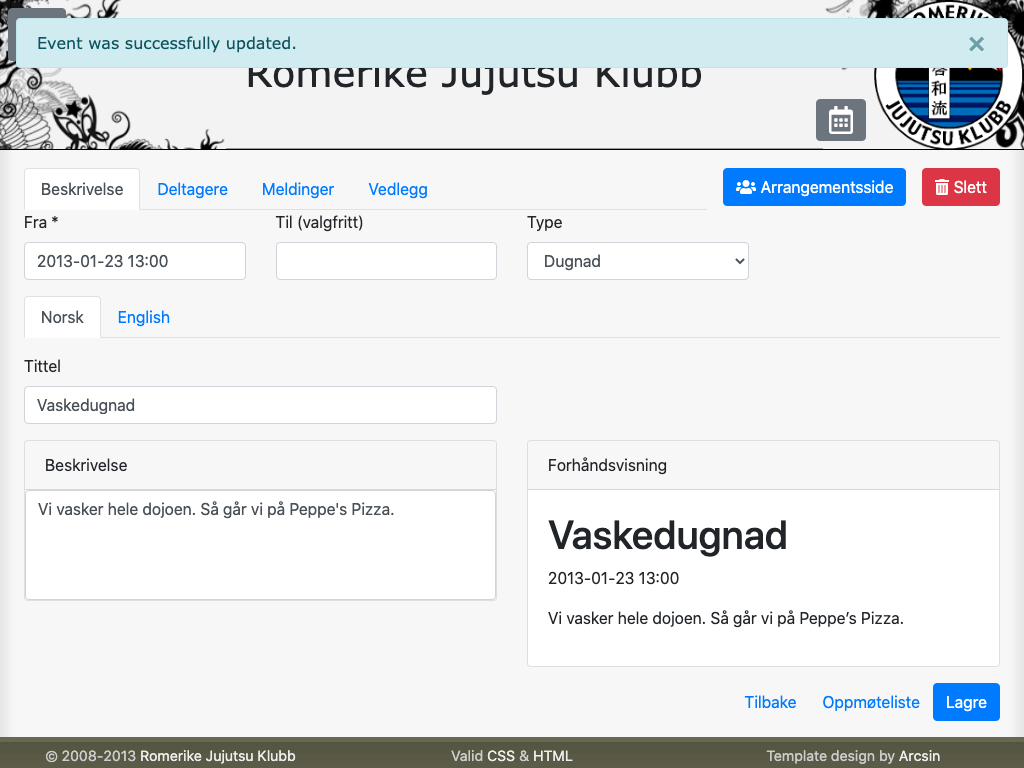 Event was successfully updated.
×
Romerike Jujutsu Klubb
ROMERIKE
啓和流
JUJUTSU KLUBB
Beskrivelse
Deltagere
Meldinger
Vedlegg
Arrangementsside
Slett
Fra *
Til (valgfritt)
Type
2013-01-23 13:00
Dugnad
Norsk
English
Tittel
Vaskedugnad
Beskrivelse
Forhåndsvisning
Vi vasker hele dojoen. Så går vi på Peppe's Pizza.
Vaskedugnad
2013-01-23 13:00
Vi vasker hele dojoen. Så går vi på Peppe’s Pizza.
Tilbake
Oppmøteliste
Lagre
© 2008-2013 Romerike Jujutsu Klubb
Valid CSS & HTML
Template design by Arcsin